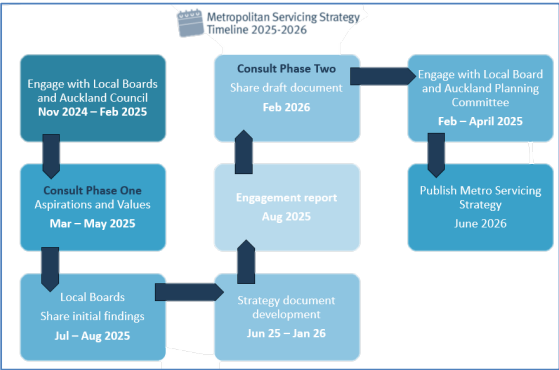 Metropolitan Servicing Strategy
Timeline 2025-2026
Engage with Local Boards
and Auckland Council
Nov 2024 – Feb 2025
Consult Phase One
Aspirations and Values
Mar – May 2025
Local Boards
Share initial findings
Jul – Aug 2025
Strategy document
development
Jun 25 – Jan 26
Engagement report
Aug 2025
Consult Phase Two
Share draft document
Feb 2026
Engage with Local Board
and Auckland Planning
Committee
Feb – April 2025
Publish Metro Servicing
Strategy
June 2026